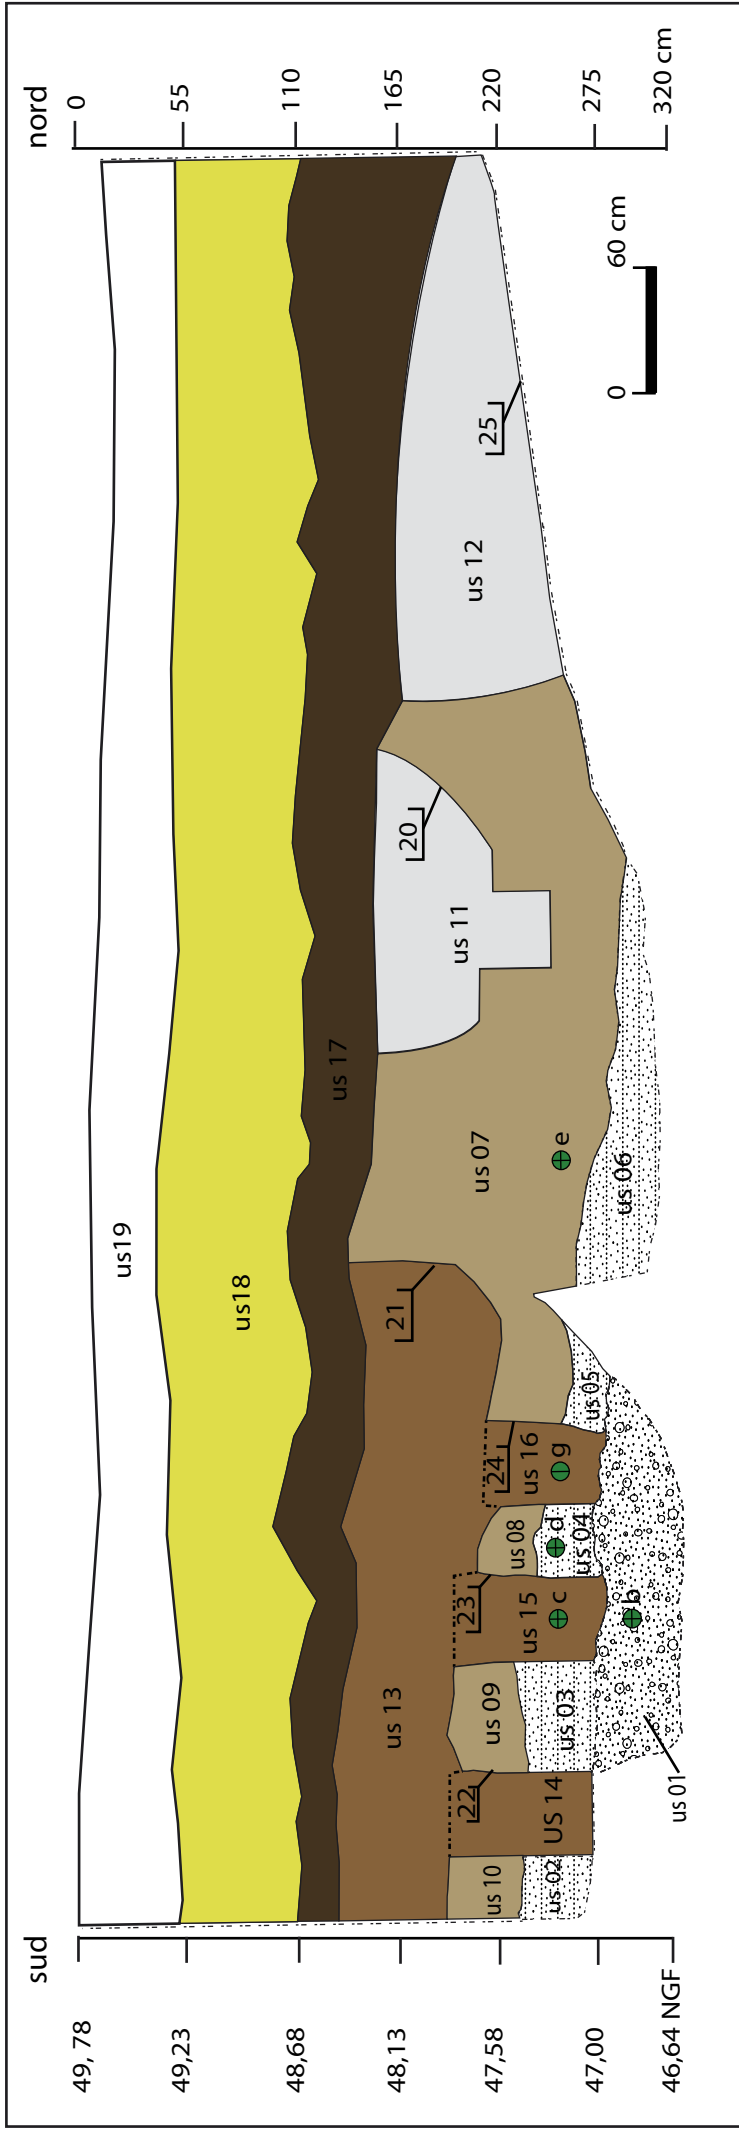 sud
nord
49, 78
49,23
48,68
48,13
47,58
47,00
46,64 NGF
0
55
110
165
220
275
320 cm
us19
us18
us 17
us 13
21
us 07
e
us 11
20
us 12
25
us 10
22
us 09
23
us 08
24
us 16
g
us 15
c
d
US 14
us 02
us 03
us 04
us 05
us 06
b
us 01
0
60 cm